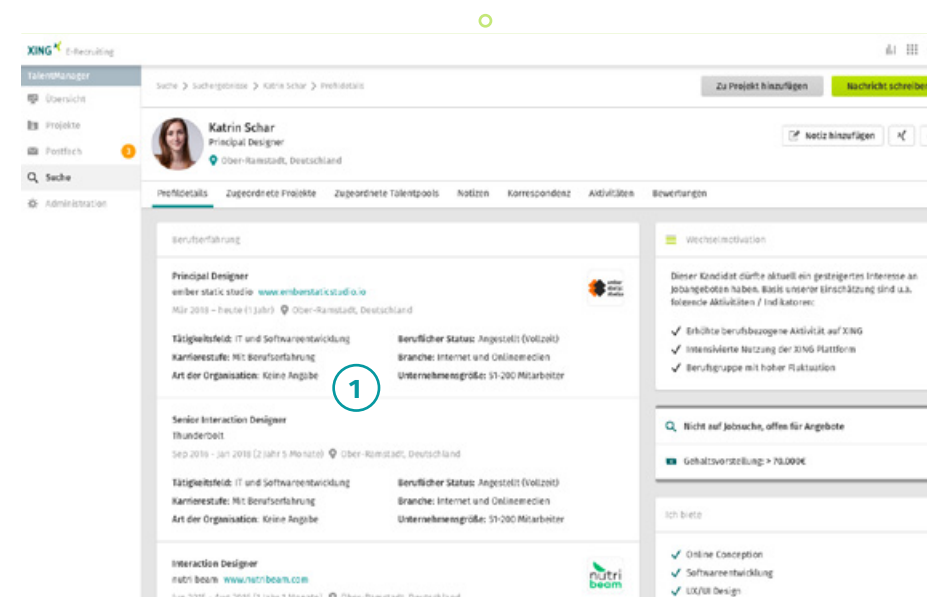 XING E-Recruiting
TalentManager
Übersicht
Projekte
Postfach
Suche
Administration
Suche > Suchergebnisse > Katrin Schar > Profildetails
Zu Projekt hinzufügen
Nachricht schreiben
Katrin Schar
Principal Designer
Ober-Ramstadt, Deutschland
Notiz hinzufügen
Profildetails Zugeordnete Projekte Zugeordnete Talentpools Notizen Korrespondenz Aktivitäten Bewertungen
Berufserfahrung
Principal Designer
ember static studio www.emberstaticstudio.io
ember static studio
Mär 2018 – heute (1 Jahr) Ober-Ramstadt, Deutschland
Tätigkeitsfeld: IT und Softwareentwicklung Beruflicher Status: Angestellt (Vollzeit)
Karrierestufe: Mit Berufserfahrung Branche: Internet und Onlinemedien
Art der Organisation: Keine Angabe Unternehmensgröße: 51-200 Mitarbeiter
1
Senior Interaction Designer
Thunderbolt
Sep 2016 - Jan 2018 (2 Jahr 5 Monate) Ober-Ramstadt, Deutschland
Tätigkeitsfeld: IT und Softwareentwicklung Beruflicher Status: Angestellt (Vollzeit)
Karrierestufe: Mit Berufserfahrung Branche: Internet und Onlinemedien
Art der Organisation: Keine Angabe Unternehmensgröße: 51-200 Mitarbeiter
Interaction Designer
nutri beam www.nutribeam.com
nutri
beam
Ober-Ramstadt, Deutschland
Wechselmotivation
Dieser Kandidat dürfte aktuell ein gesteigertes Interesse an
Jobangeboten haben. Basis unserer Einschätzung sind u.a.
folgende Aktivitäten / Indikatoren:
Erhöhte berufsbezogene Aktivität auf XING
Intensivierte Nutzung der XING Plattform
Berufsgruppe mit hoher Fluktuation
Nicht auf Jobsuche, offen für Angebote
Gehaltsvorstellung: > 70.000€
Ich biete
Online Conception
Softwareentwicklung
UX/UI Design